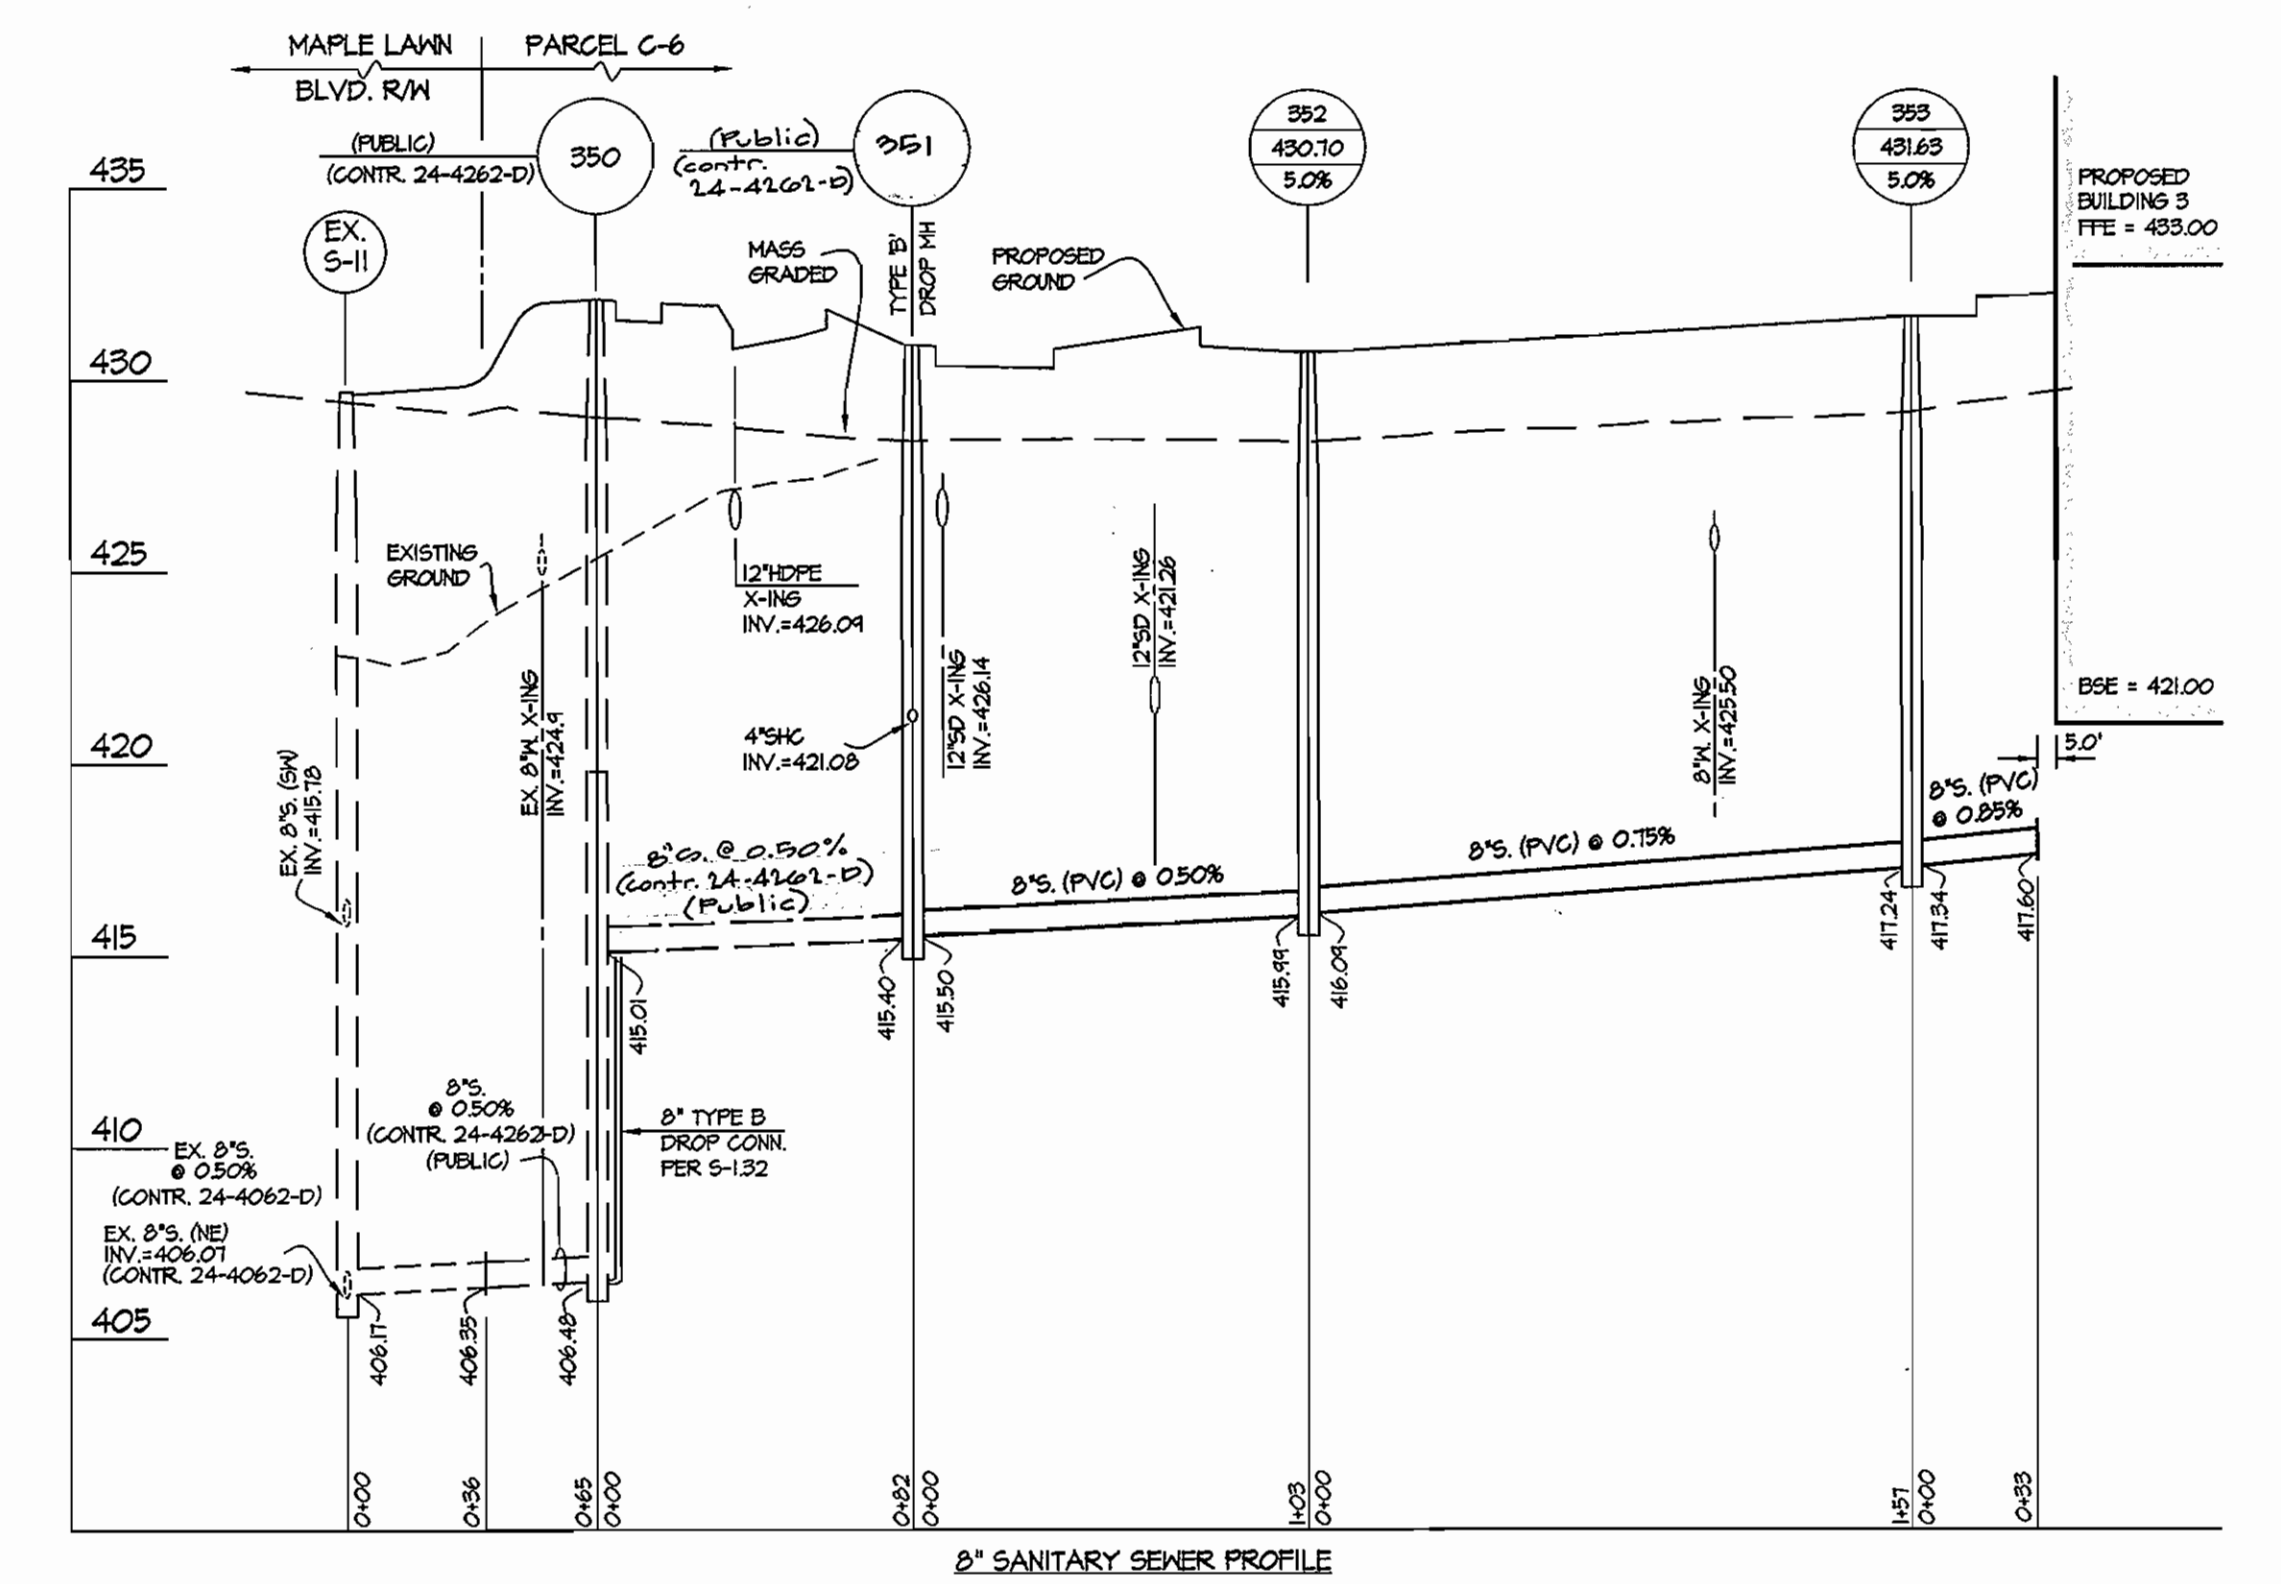 MAPLE LAWN
BLVD. R/W
PARCEL C-6
(PUBLIC)
(CONTR. 24-4262-D)
350
(Public)
(contr.
24-4262-D)
351
352
430.70
5.0%
353
431.63
5.0%
EX.
S-11
435
430
425
420
415
410
405
MASS
GRADED
TYPE 'B'
DROP MH
PROPOSED
GROUND
PROPOSED
BUILDING 3
FFE = 433.00
BSE = 421.00
5.0'
EXISTING
GROUND
12"HDPE
X-ING
INV.=426.09
EX. 8"W. X-ING
INV.=424.9
4"SHC
INV.=421.08
12"SD X-ING
INV.=426.14
12"SD X-ING
INV.=421.26
8"W. X-ING
INV.=425.50
EX. 8"S. (SW)
INV.=415.78
8"S. @ 0.50%
(contr. 24-4262-D)
(Public)
8"S. (PVC) @ 0.50%
8"S. (PVC) @ 0.75%
8"S. (PVC)
@ 0.85%
415.01
415.40
415.50
415.99
416.09
417.24
417.34
417.60
8"S.
@ 0.50%
(CONTR. 24-4262-D)
(PUBLIC)
8" TYPE B
DROP CONN.
PER S-1.32
EX. 8"S.
@ 0.50%
(CONTR. 24-4062-D)
EX. 8"S. (NE)
INV.=406.07
(CONTR. 24-4062-D)
406.17
406.35
406.48
0+00
0+36
0+65
0+00
0+82
0+00
1+03
0+00
1+57
0+00
0+33
8" SANITARY SEWER PROFILE